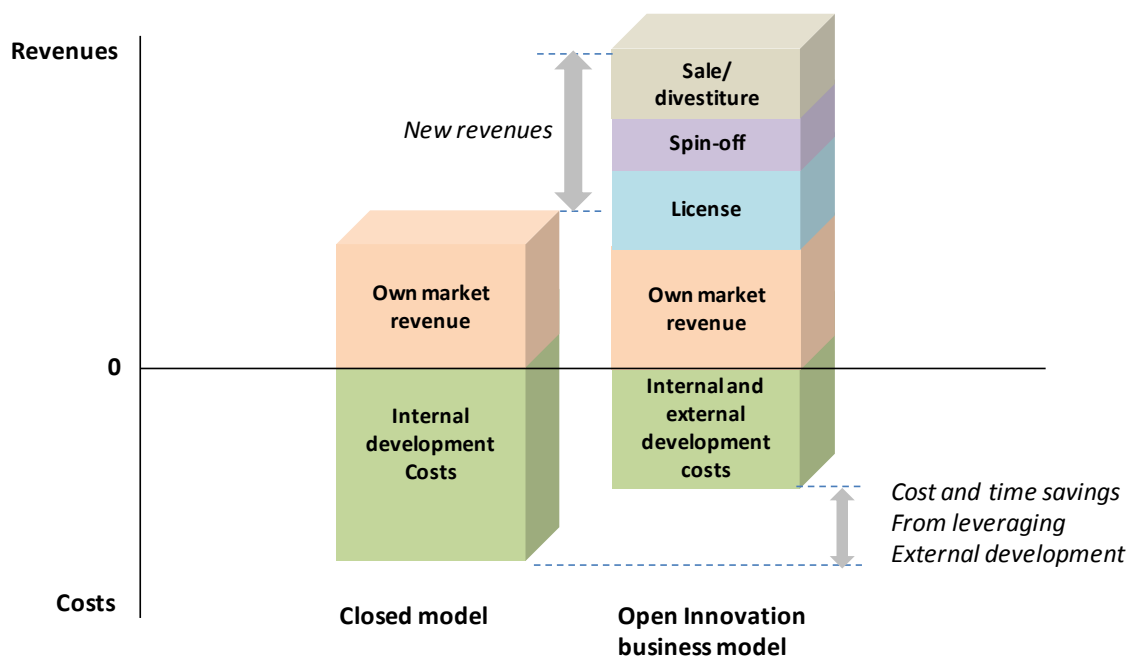 Revenues
Sale/
divestiture
New revenues
Spin-off
License
Own market
revenue
Own market
revenue
0
Internal
development
Costs
Internal and
external
development
costs
Cost and time savings
From leveraging
External development
Costs
Closed model
Open Innovation
business model